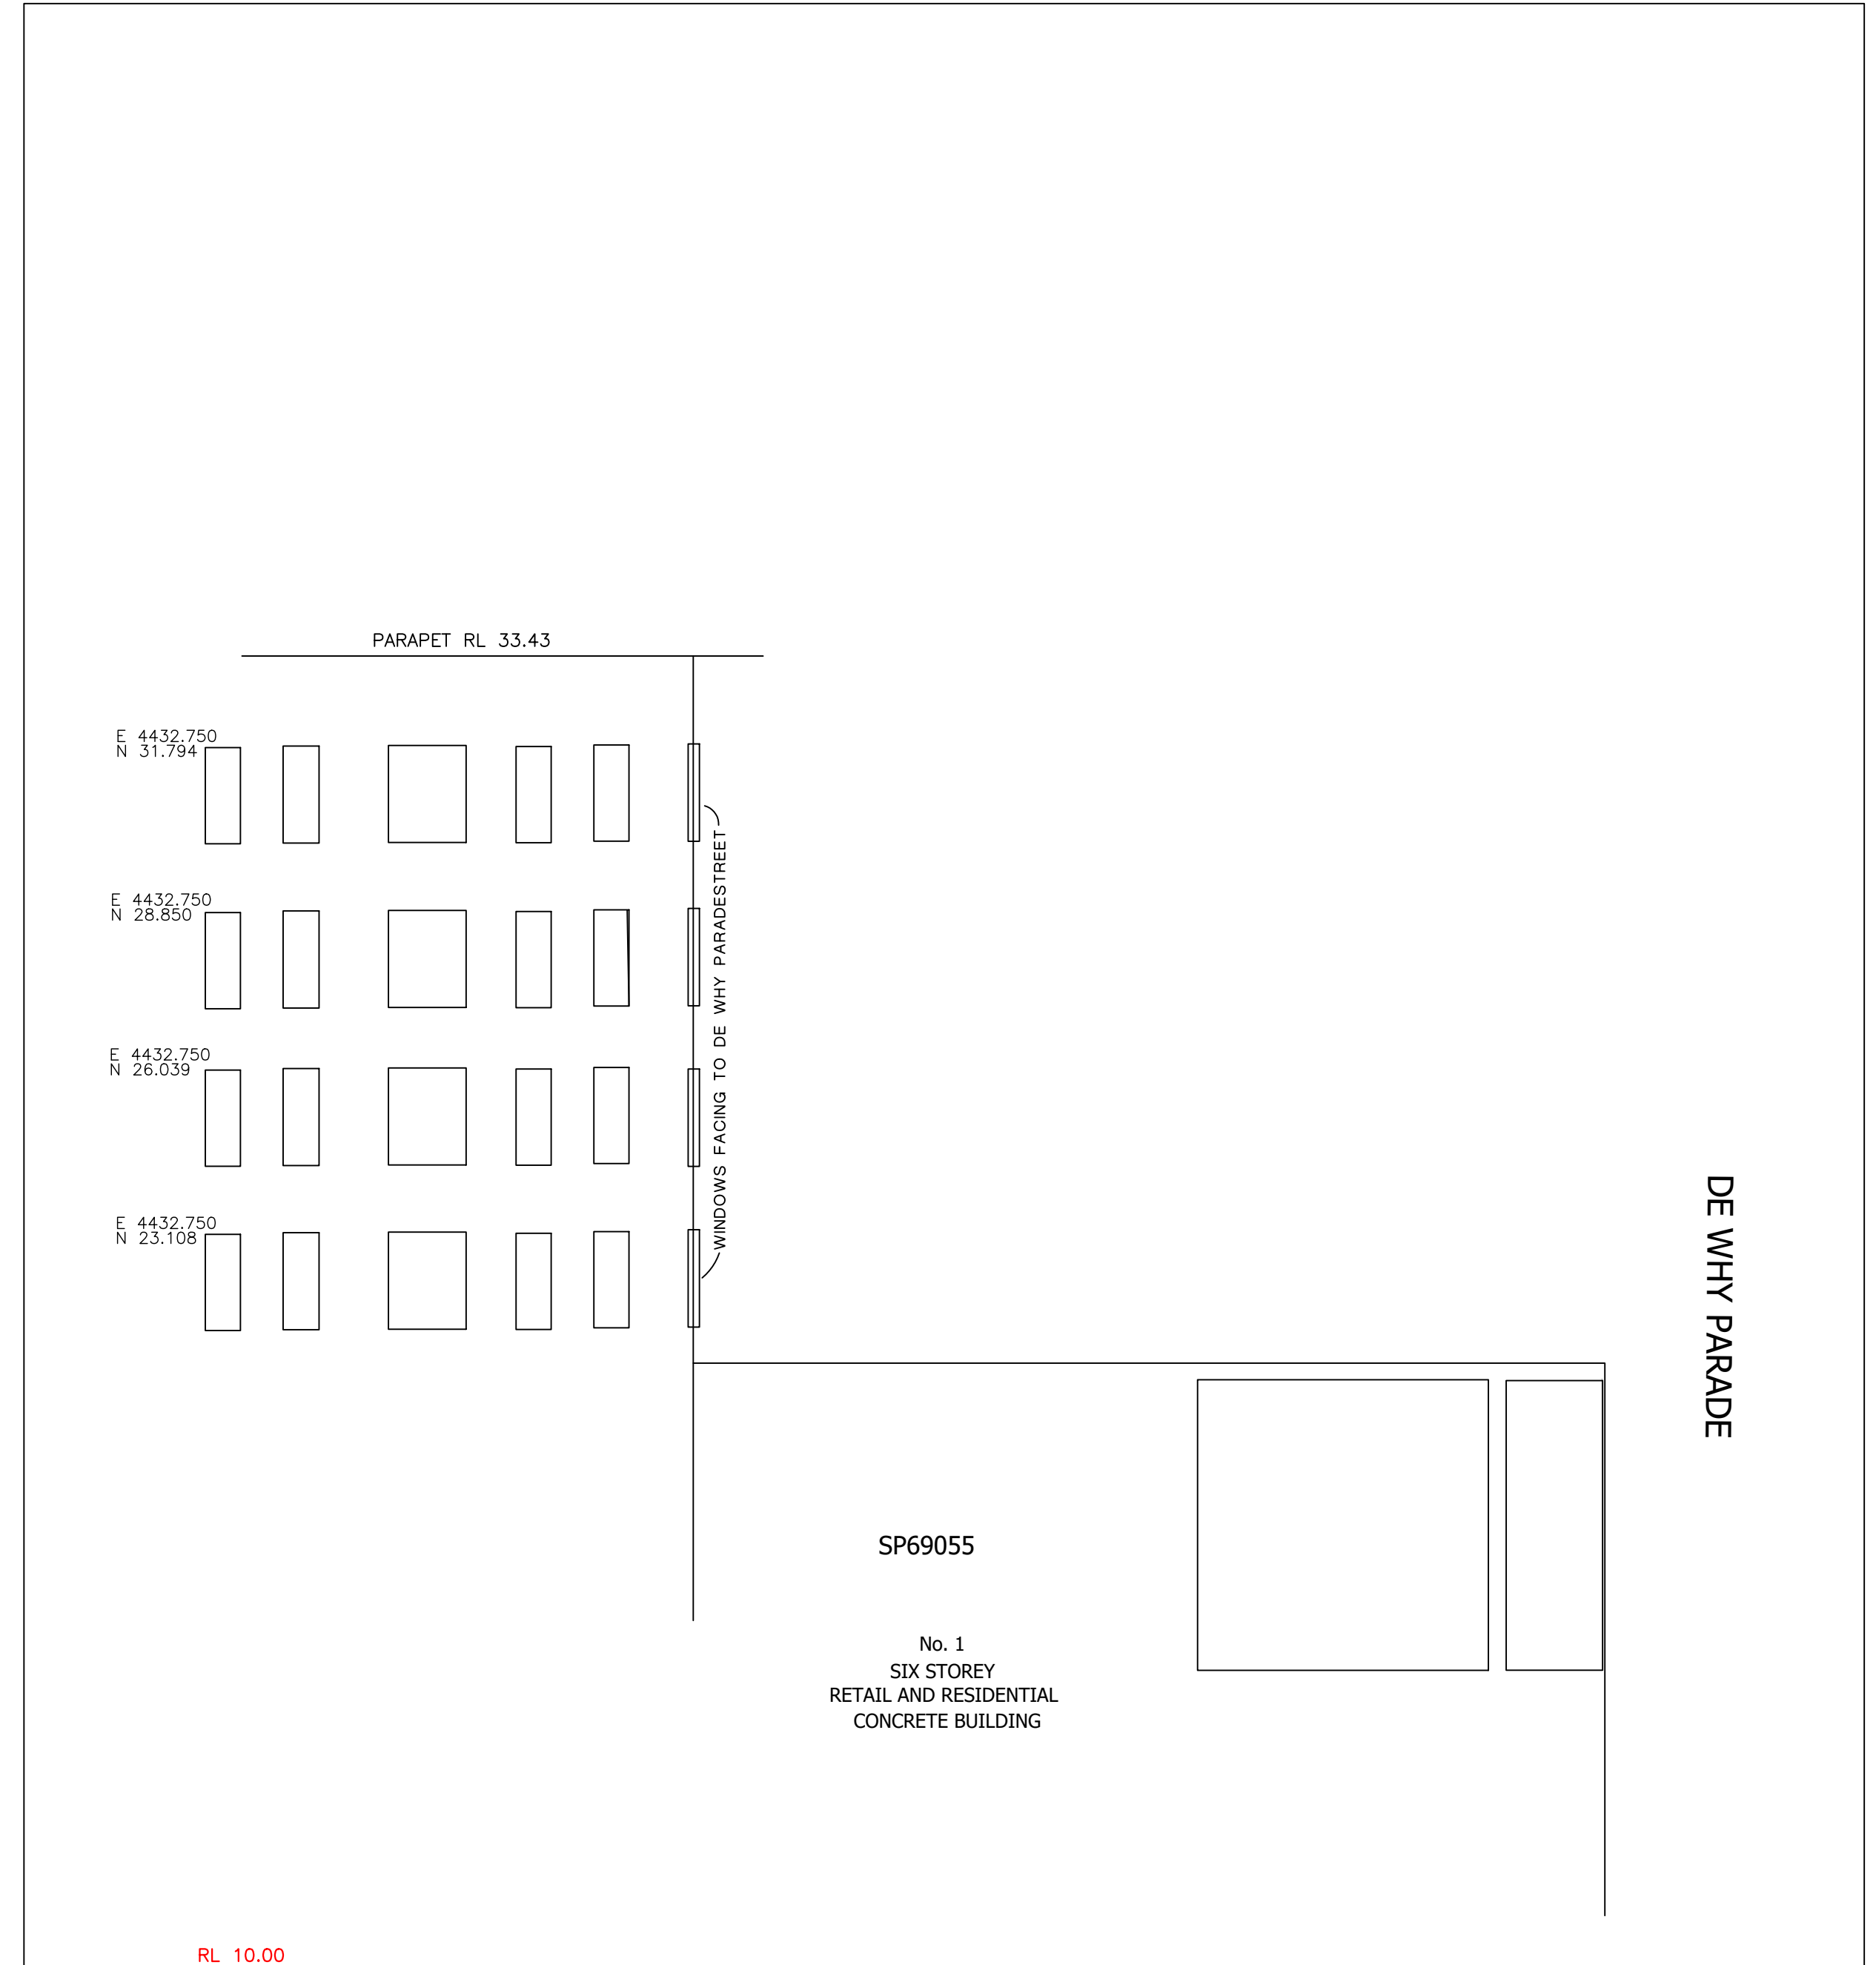 PARAPET RL 33.43
E 4432.750
N 31.794
E 4432.750
N 28.850
E 4432.750
N 26.039
E 4432.750
N 23.108
WINDOWS FACING TO DE WHY PARADESTREET
DE WHY PARADE
SP69055
No. 1
SIX STOREY
RETAIL AND RESIDENTIAL
CONCRETE BUILDING
RL 10.00